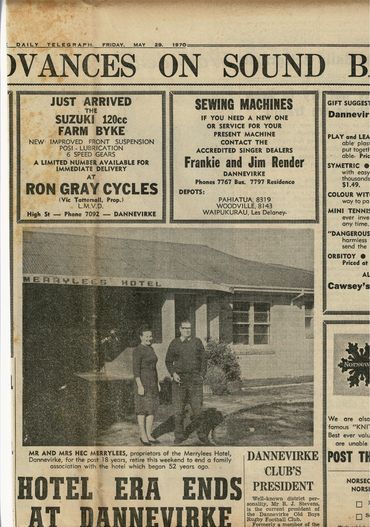 DAILY TELEGRAPH, FRIDAY, MAY 29, 1970
OVANCES ON SOUND B
JUST ARRIVED
THE
SUZUKI 120cc
FARM BYKE
NEW IMPROVED FRONT SUSPENSION
POSI - LUBRICATION
6 SPEED GEARS
A LIMITED NUMBER AVAILABLE FOR
IMMEDIATE DELIVERY
AT
RON GRAY CYCLES
(Vic Tattersall, Prop.)
L.M.V.D.
High St — Phone 7092 — DANNEVIRKE
SEWING MACHINES
IF YOU NEED A NEW ONE
OR SERVICE FOR YOUR
PRESENT MACHINE
CONTACT THE
ACCREDITED SINGER DEALERS
Frankie and Jim Render
DANNEVIRKE
Phones 7767 Bus. 7797 Residence
DEPOTS:
PAHIATUA 8319
WOODVILLE, 8143
WAIPUKURAU, Les Delaney.
GIFT SUGGEST
Dannevir
PLAY and LEA
able plas
put togeth
able. Pric
SYMETRIC ●
with easy
thousands
$1.49.
COLOUR WITH
way to
MINI TENNIS
ever inve
any time.
"DANGEROUS
harmless
send the
ORBITOY ●
Priced at
AL
Cawsey's
MERRYLEES HOTEL
MR AND MRS HEC MERRYLEES, proprietors of the Merrylees Hotel,
Dannevirke, for the past 18 years, retire this weekend to end a family
association with the hotel which began 52 years ago.
HOTEL ERA ENDS
AT DANNEVIRKE
DANNEVIRKE
CLUB'S
PRESIDENT
Well-known district per-
sonality, Mr R. J. Stevens,
is the current president of
the Dannevirke Old Boys
Rugby Football Club.
Formerly a member of the
We are also
famous "KNI
Best ever valu
are unable
POST TH
NORSEC
NORSEC